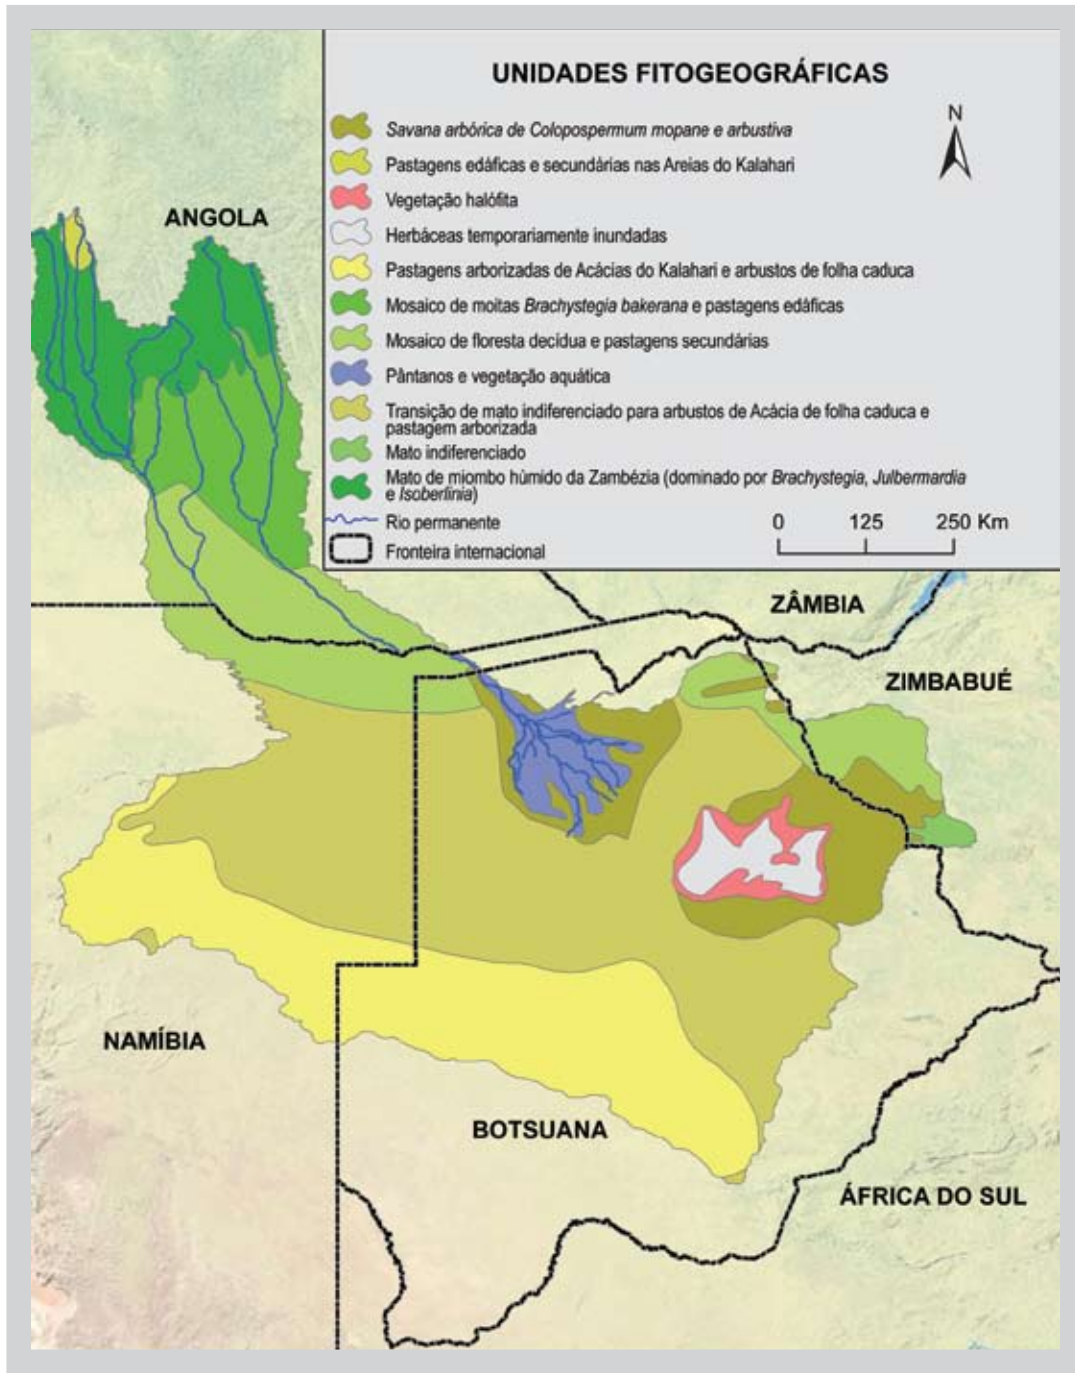 UNIDADES FITOGEOGRÁFICAS
N
Savana arbórica de Colopospermum mopane e arbustiva
Pastagens edáficas e secundárias nas Areias do Kalahari
Vegetação halófita
Herbáceas temporariamente inundadas
Pastagens arborizadas de Acácias do Kalahari e arbustos de folha caduca
Mosaico de moitas Brachystegia bakerana e pastagens edáficas
Mosaico de floresta decídua e pastagens secundárias
Pântanos e vegetação aquática
Transição de mato indiferenciado para arbustos de Acácia de folha caduca e
pastagem arborizada
Mato indiferenciado
Mato de miombo húmido da Zambézia (dominado por Brachystegia, Julbermardia
e Isoberlinia)
Rio permanente
Fronteira internacional
0 125 250 Km
ANGOLA
ZÂMBIA
ZIMBABUÉ
NAMÍBIA
BOTSUANA
ÁFRICA DO SUL